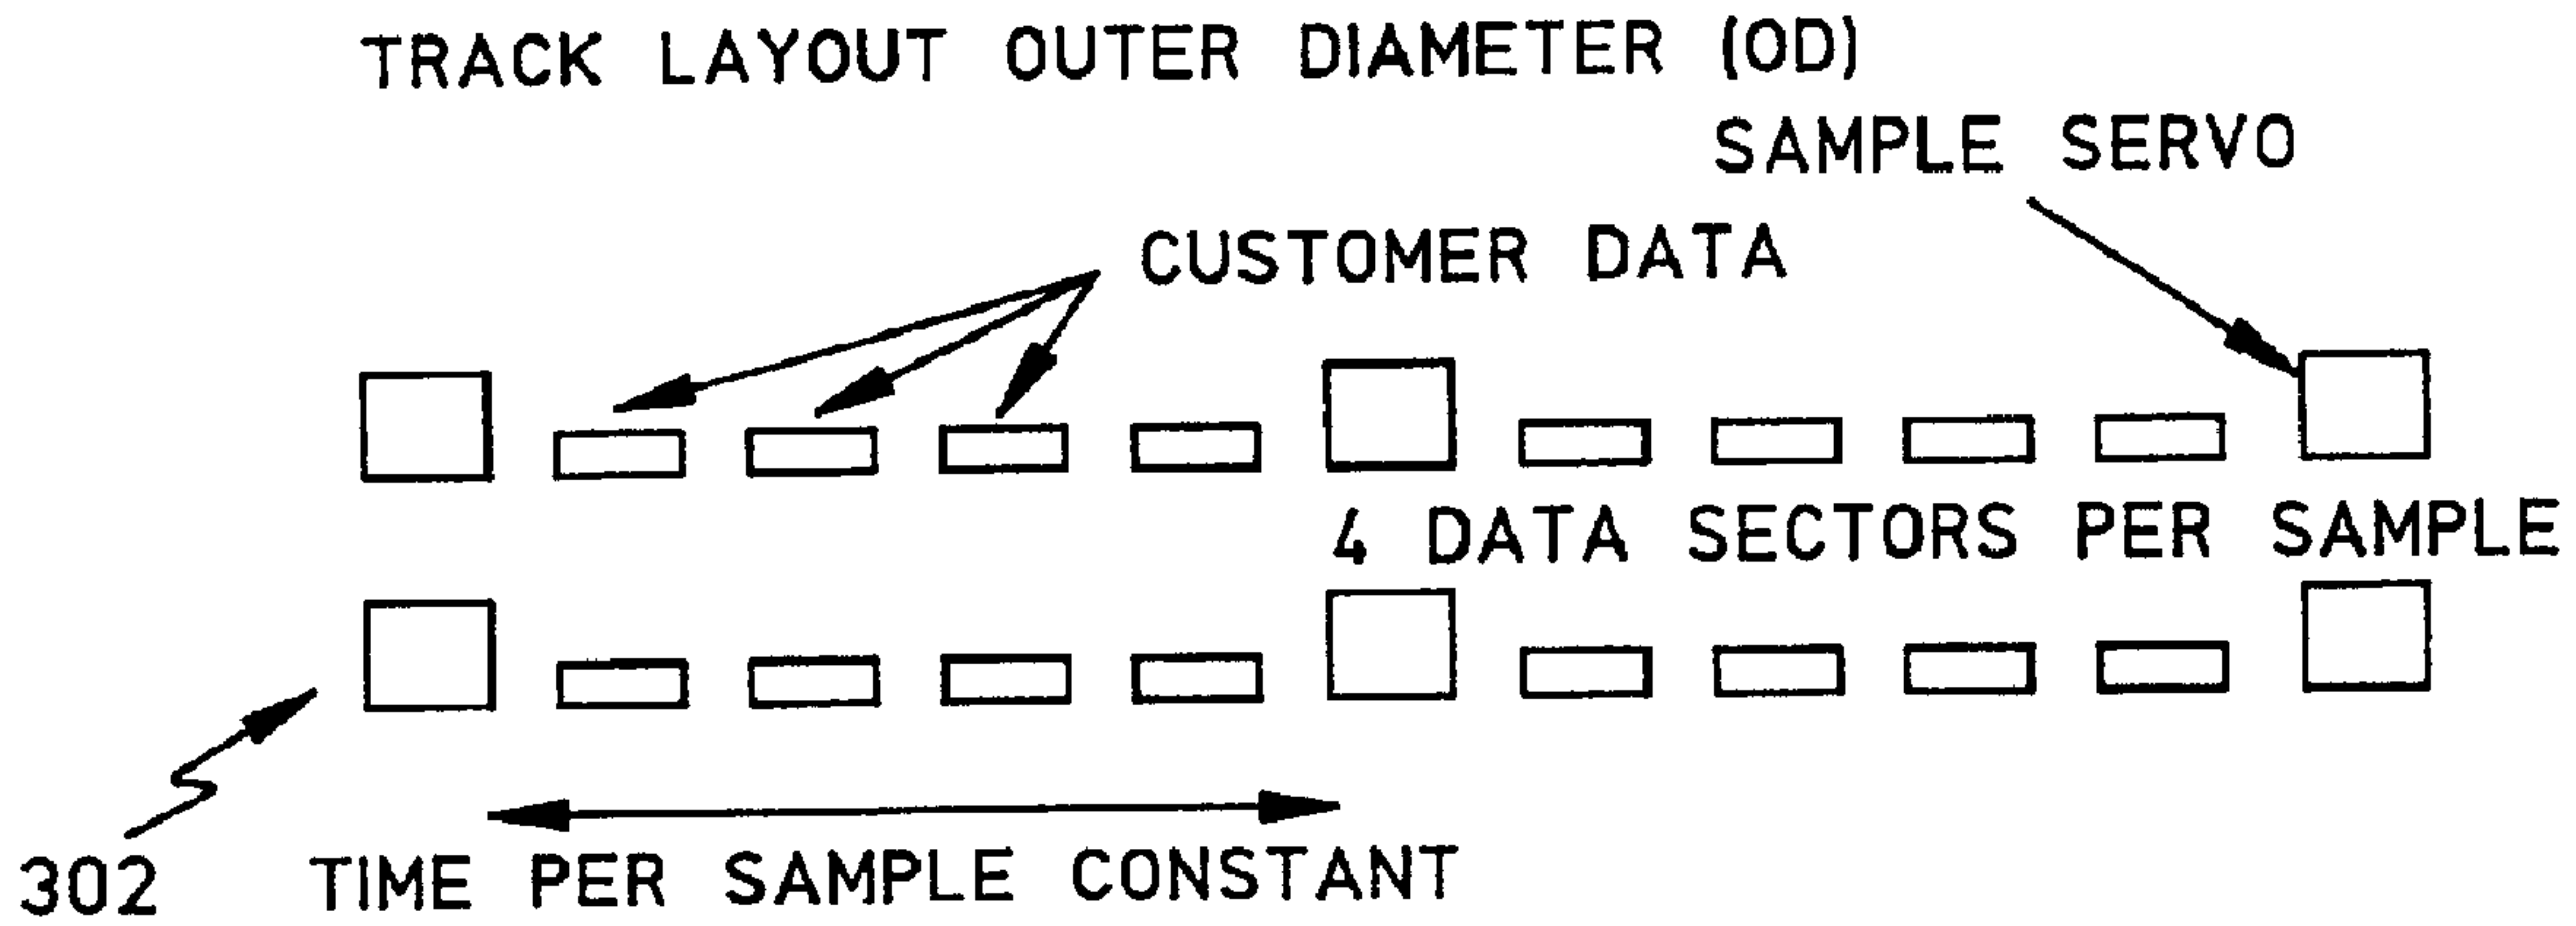 TRACK LAYOUT OUTER DIAMETER (OD)
SAMPLE SERVO
CUSTOMER DATA
4 DATA SECTORS PER SAMPLE
302
TIME PER SAMPLE CONSTANT